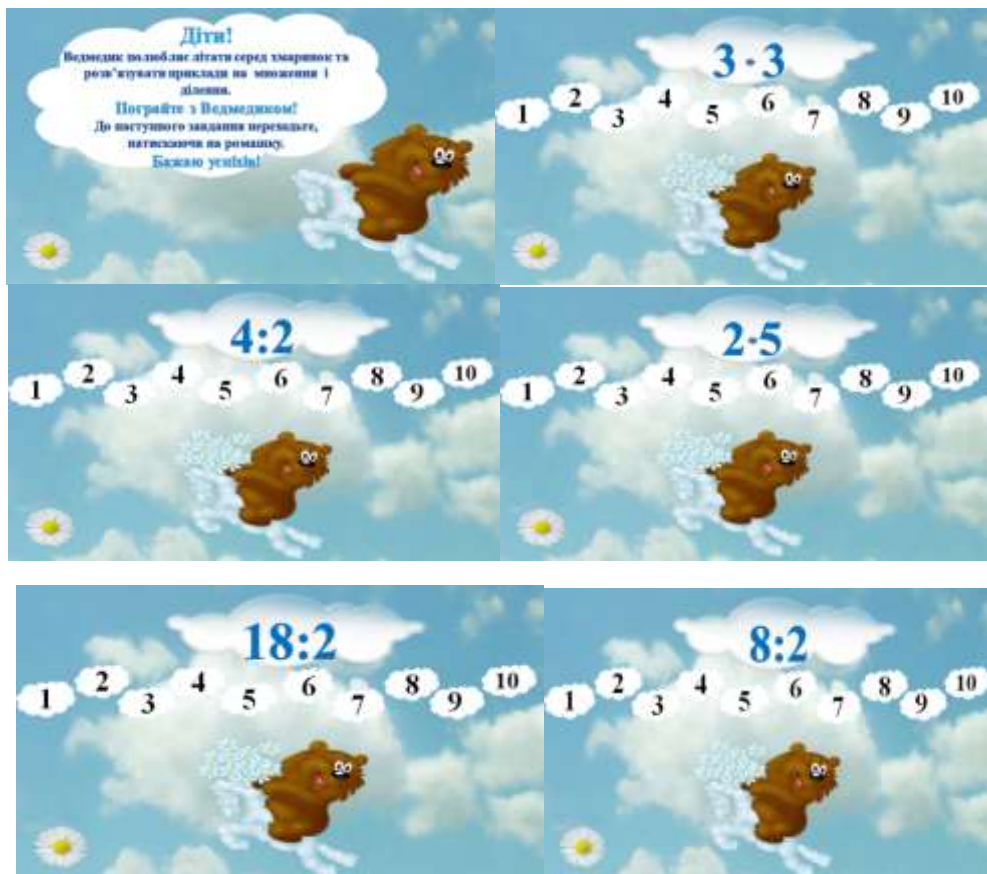 Діти!
Ведмедик полюбляє літати серед хмаринок та
розв’язувати приклади на множення і
ділення.
Пограйте з Ведмедиком!
До наступного завдання переходьте,
натискаючи на ромашку.
Бажаю успіхів!
3·3
1 2 3 4 5 6 7 8 9 10
4:2
1 2 3 4 5 6 7 8 9 10
2·5
1 2 3 4 5 6 7 8 9 10
18:2
1 2 3 4 5 6 7 8 9 10
8:2
1 2 3 4 5 6 7 8 9 10